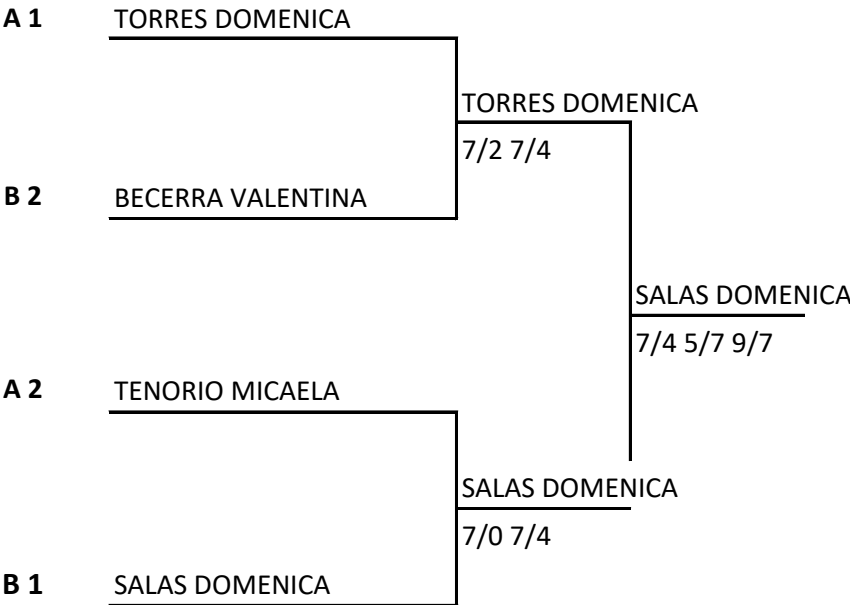 A 1 TORRES DOMENICA
TORRES DOMENICA
7/2 7/4
B 2 BECERRA VALENTINA
SALAS DOMENICA
7/4 5/7 9/7
A 2 TENORIO MICAELA
SALAS DOMENICA
7/0 7/4
B 1 SALAS DOMENICA